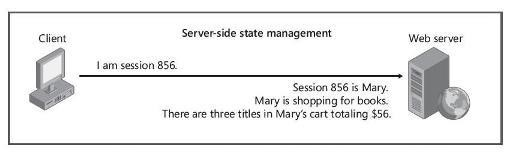 Server-side state management
Client
Web server
I am session 856.
Session 856 is Mary.
Mary is shopping for books.
There are three titles in Mary's cart totaling $56.